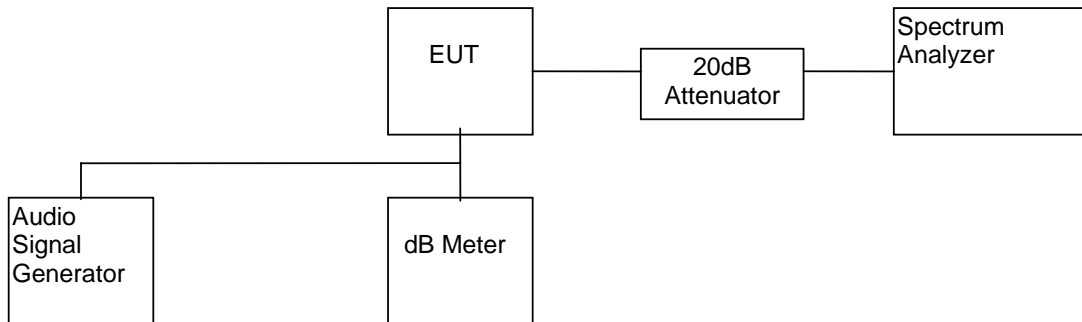 EUT
20dB
Attenuator
Spectrum
Analyzer
Audio
Signal
Generator
dB Meter